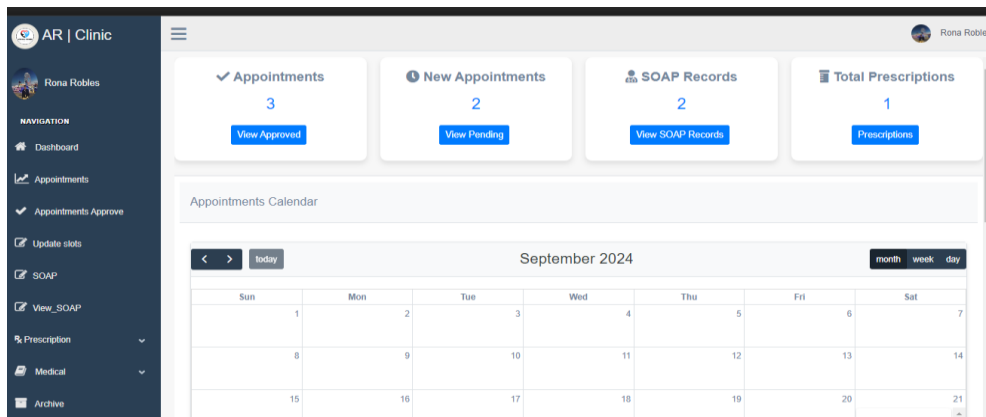 AR | Clinic
Rona Robles
NAVIGATION
Dashboard
Appointments
Appointments Approve
Update slots
SOAP
View_SOAP
Prescription
Medical
Archive
Rona Roble
Appointments
3
View Approved
New Appointments
2
View Pending
SOAP Records
2
View SOAP Records
Total Prescriptions
1
Prescriptions
Appointments Calendar
today
September 2024
month week day
Sun Mon Tue Wed Thu Fri Sat
1 2 3 4 5 6 7
8 9 10 11 12 13 14
15 16 17 18 19 20 21